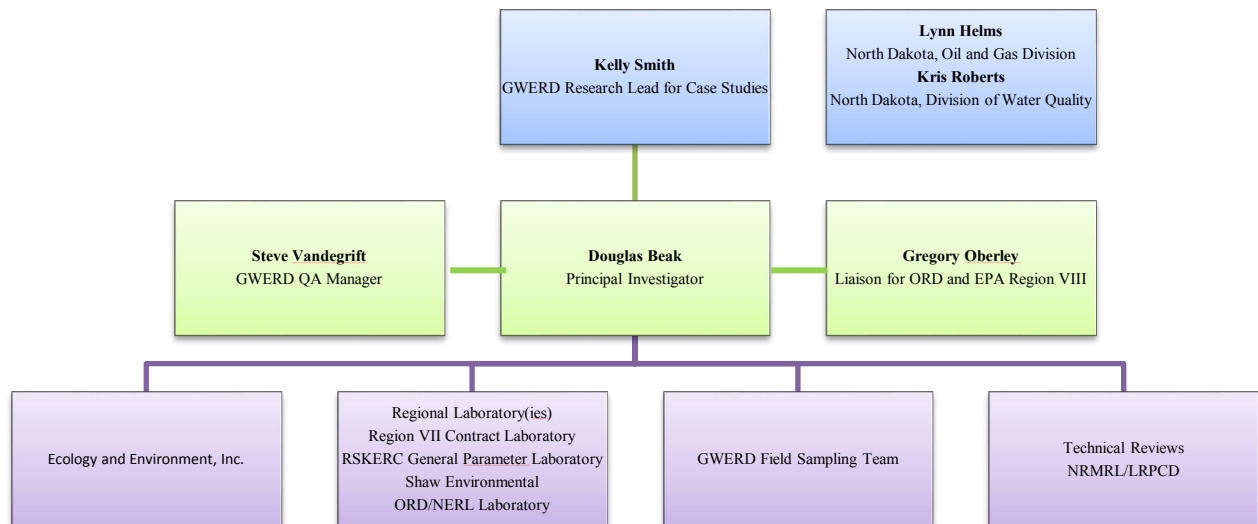 Kelly Smith
GWERD Research Lead for Case Studies
Lynn Helms
North Dakota, Oil and Gas Division
Kris Roberts
North Dakota, Division of Water Quality
Steve Vandegrift
GWERD QA Manager
Douglas Beak
Principal Investigator
Gregory Oberley
Liaison for ORD and EPA Region VIII
Ecology and Environment, Inc.
Regional Laboratory(ies)
Region VII Contract Laboratory
RSKERC General Parameter Laboratory
Shaw Environmental
ORD/NERL Laboratory
GWERD Field Sampling Team
Technical Reviews
NRMRL/LRPCD